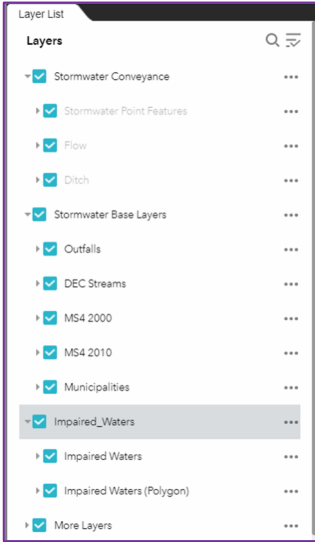 Layer List
Layers
Stormwater Conveyance
Stormwater Point Features
Flow
Ditch
Stormwater Base Layers
Outfalls
DEC Streams
MS4 2000
MS4 2010
Municipalities
Impaired_Waters
Impaired Waters
Impaired Waters (Polygon)
More Layers